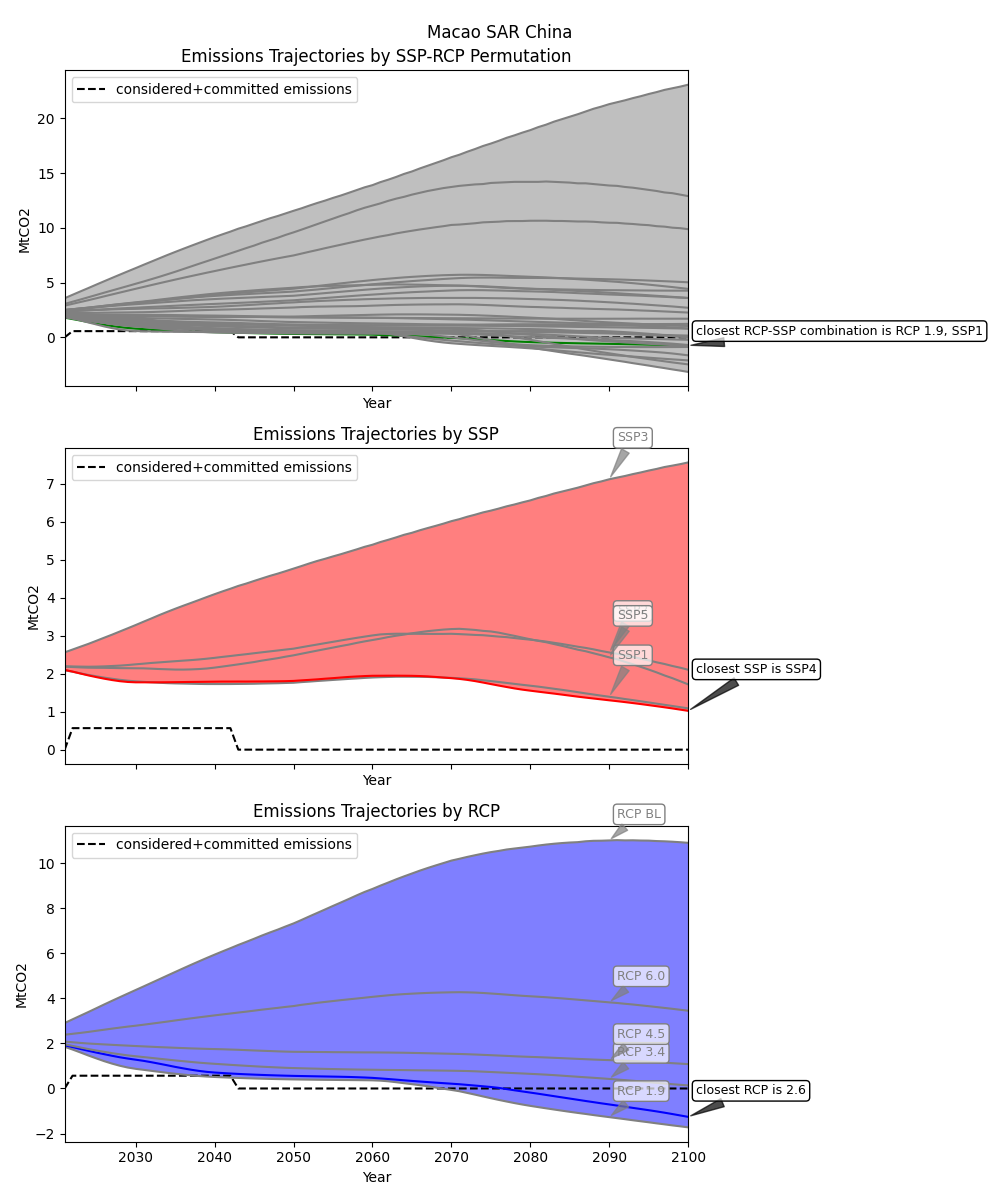 Macao SAR China
Emissions Trajectories by SSP-RCP Permutation
considered+committed emissions
MtCO2
20
15
10
5
0
closest RCP-SSP combination is RCP 1.9, SSP1
Year
Emissions Trajectories by SSP
SSP3
considered+committed emissions
MtCO2
7
6
5
4
3
2
1
0
SSP5
SSP1
closest SSP is SSP4
Year
Emissions Trajectories by RCP
RCP BL
considered+committed emissions
MtCO2
10
8
6
4
2
0
−2
RCP 6.0
RCP 4.5
RCP 3.4
RCP 1.9
closest RCP is 2.6
2030 2040 2050 2060 2070 2080 2090 2100
Year